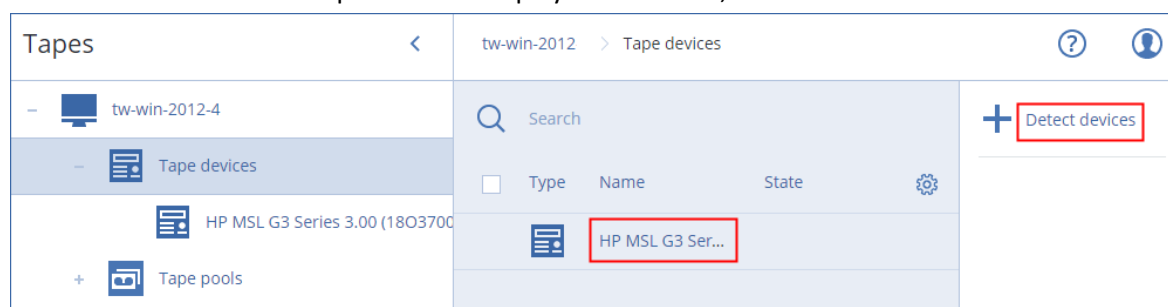 Tapes
tw-win-2012 > Tape devices
tw-win-2012-4
Tape devices
HP MSL G3 Series 3.00 (18O3700
Tape pools
Search
Type Name State
HP MSL G3 Ser...
Detect devices